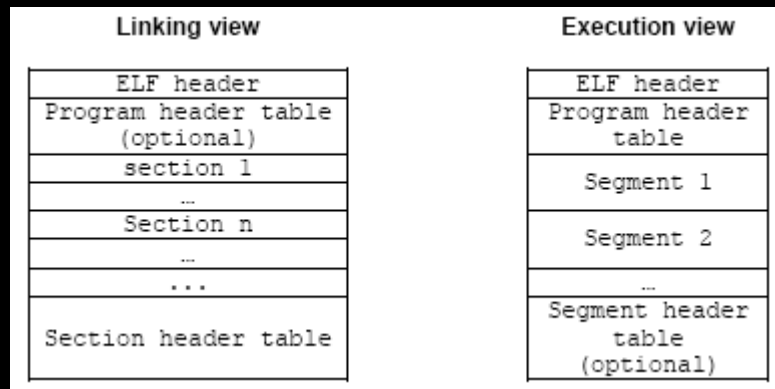 Linking view
ELF header
Program header table
(optional)
section 1
…
Section n
…
...
Section header table
Execution view
ELF header
Program header
table
Segment 1
Segment 2
…
Segment header
table
(optional)